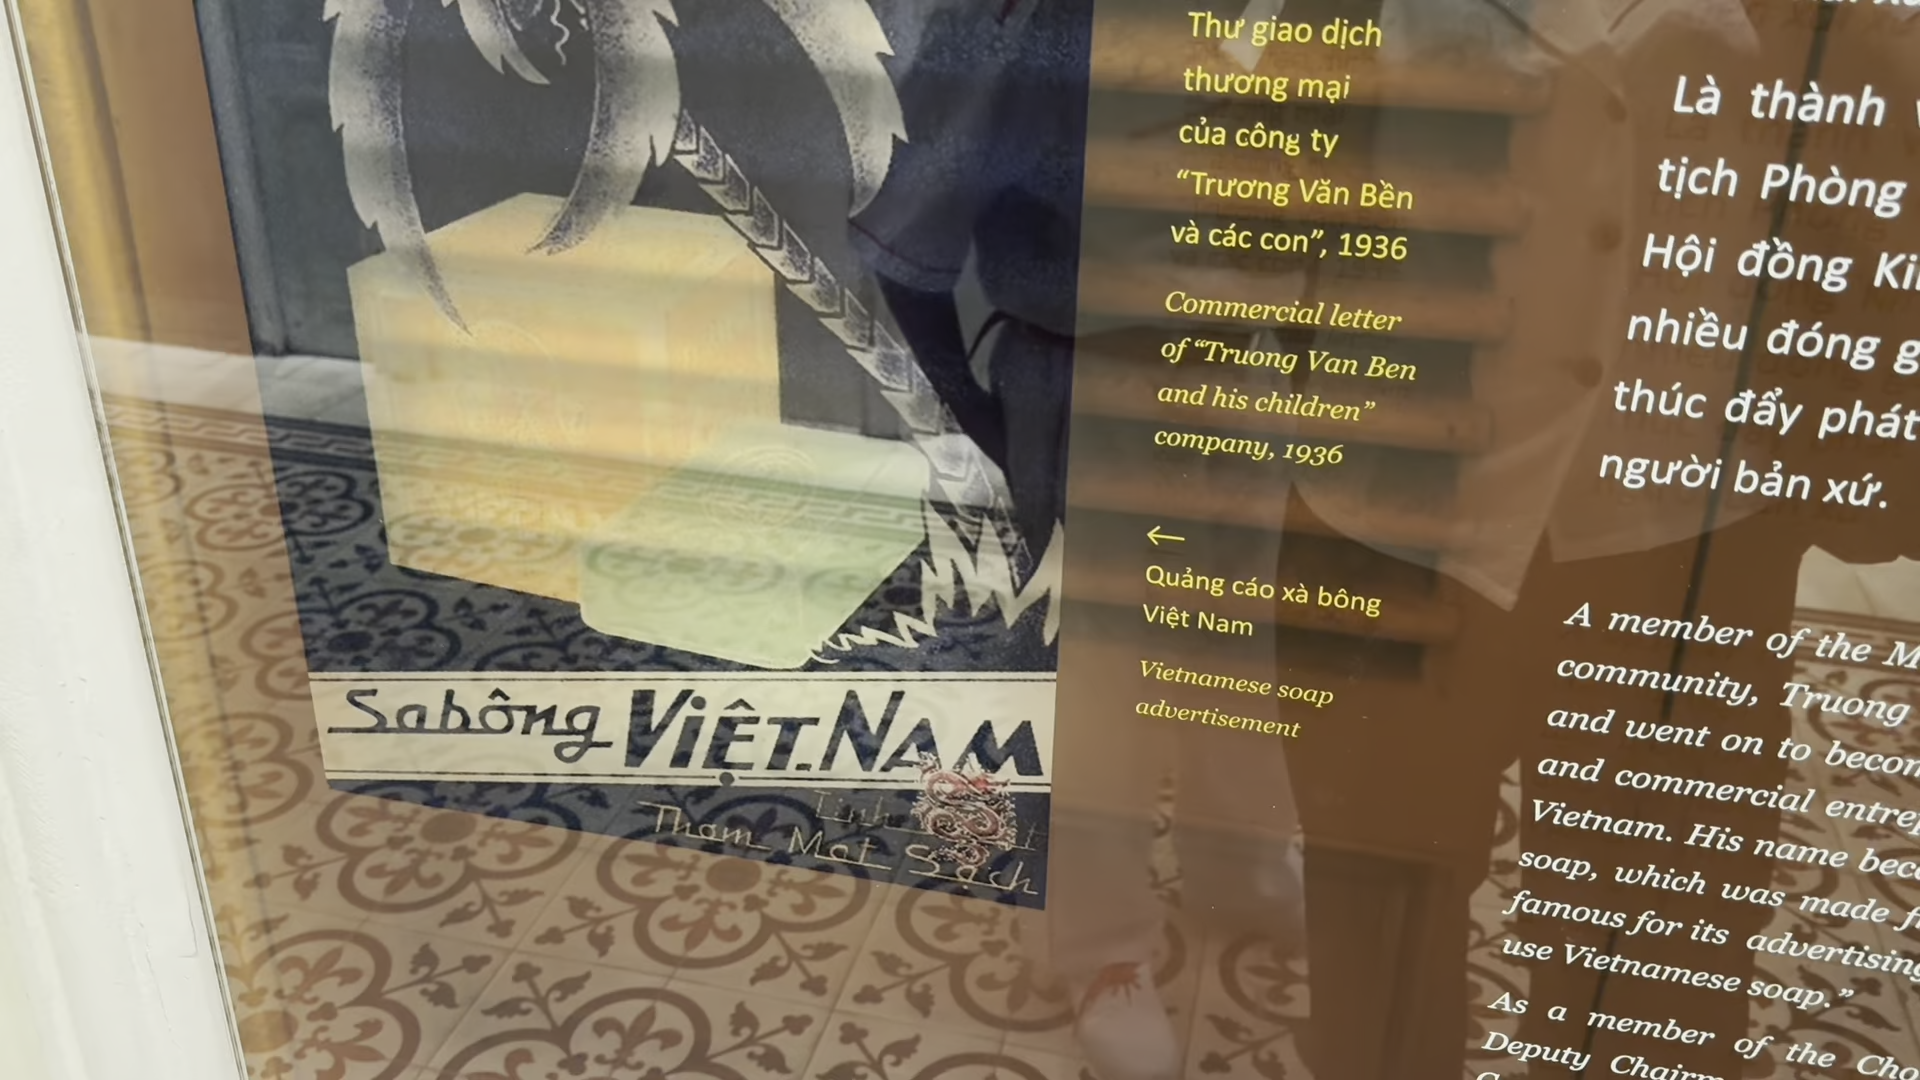 Thư giao dịch
thương mại
của công ty
“Trương Văn Bền
và các con”, 1936
Commercial letter
of “Truong Van Ben
and his children”
company, 1936
←
Quảng cáo xà bông
Việt Nam
Vietnamese soap
advertisement
Sabông VIỆT.NAM
Tinh
Thơm Mát Sạch
Là thành
tịch Phòng
Hội đồng
nhiều đóng
thúc đẩy phát
người bản xứ.
A member of the
community, Truong
and went on to
and commercial
Vietnam. His name
soap, which was made
famous for its advertising
use Vietnamese soap.”
As a member of the
Deputy